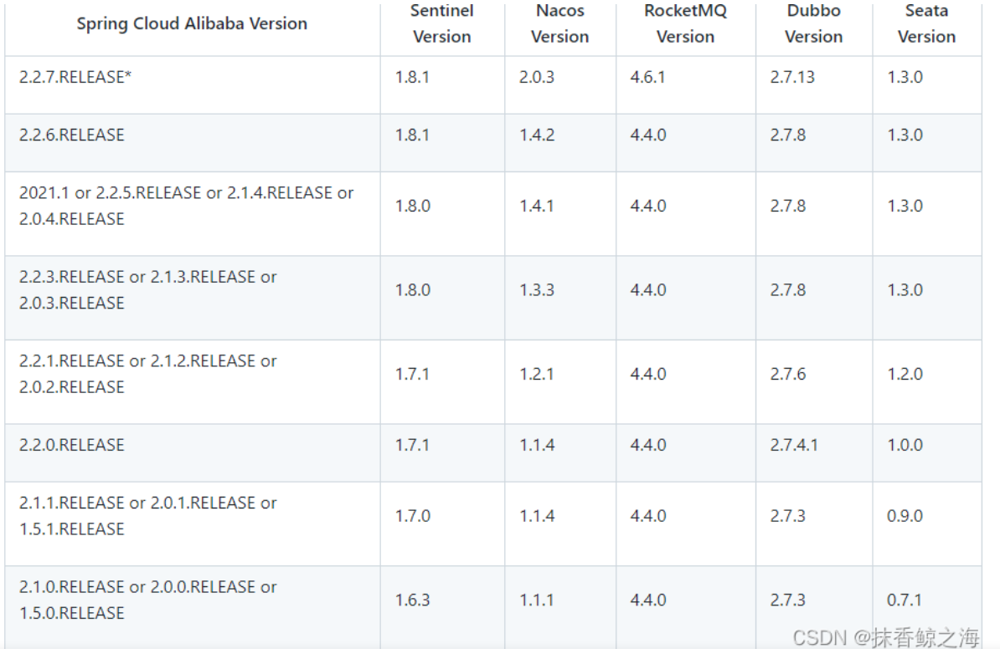 Spring Cloud Alibaba Version Sentinel Version Nacos Version RocketMQ Version Dubbo Version Seata Version
2.2.7.RELEASE* 1.8.1 2.0.3 4.6.1 2.7.13 1.3.0
2.2.6.RELEASE 1.8.1 1.4.2 4.4.0 2.7.8 1.3.0
2021.1 or 2.2.5.RELEASE or 2.1.4.RELEASE or
2.0.4.RELEASE 1.8.0 1.4.1 4.4.0 2.7.8 1.3.0
2.2.3.RELEASE or 2.1.3.RELEASE or
2.0.3.RELEASE 1.8.0 1.3.3 4.4.0 2.7.8 1.3.0
2.2.1.RELEASE or 2.1.2.RELEASE or
2.0.2.RELEASE 1.7.1 1.2.1 4.4.0 2.7.6 1.2.0
2.2.0.RELEASE 1.7.1 1.1.4 4.4.0 2.7.4.1 1.0.0
2.1.1.RELEASE or 2.0.1.RELEASE or
1.5.1.RELEASE 1.7.0 1.1.4 4.4.0 2.7.3 0.9.0
2.1.0.RELEASE or 2.0.0.RELEASE or
1.5.0.RELEASE 1.6.3 1.1.1 4.4.0 2.7.3 0.7.1
CSDN @抹香鲸之海